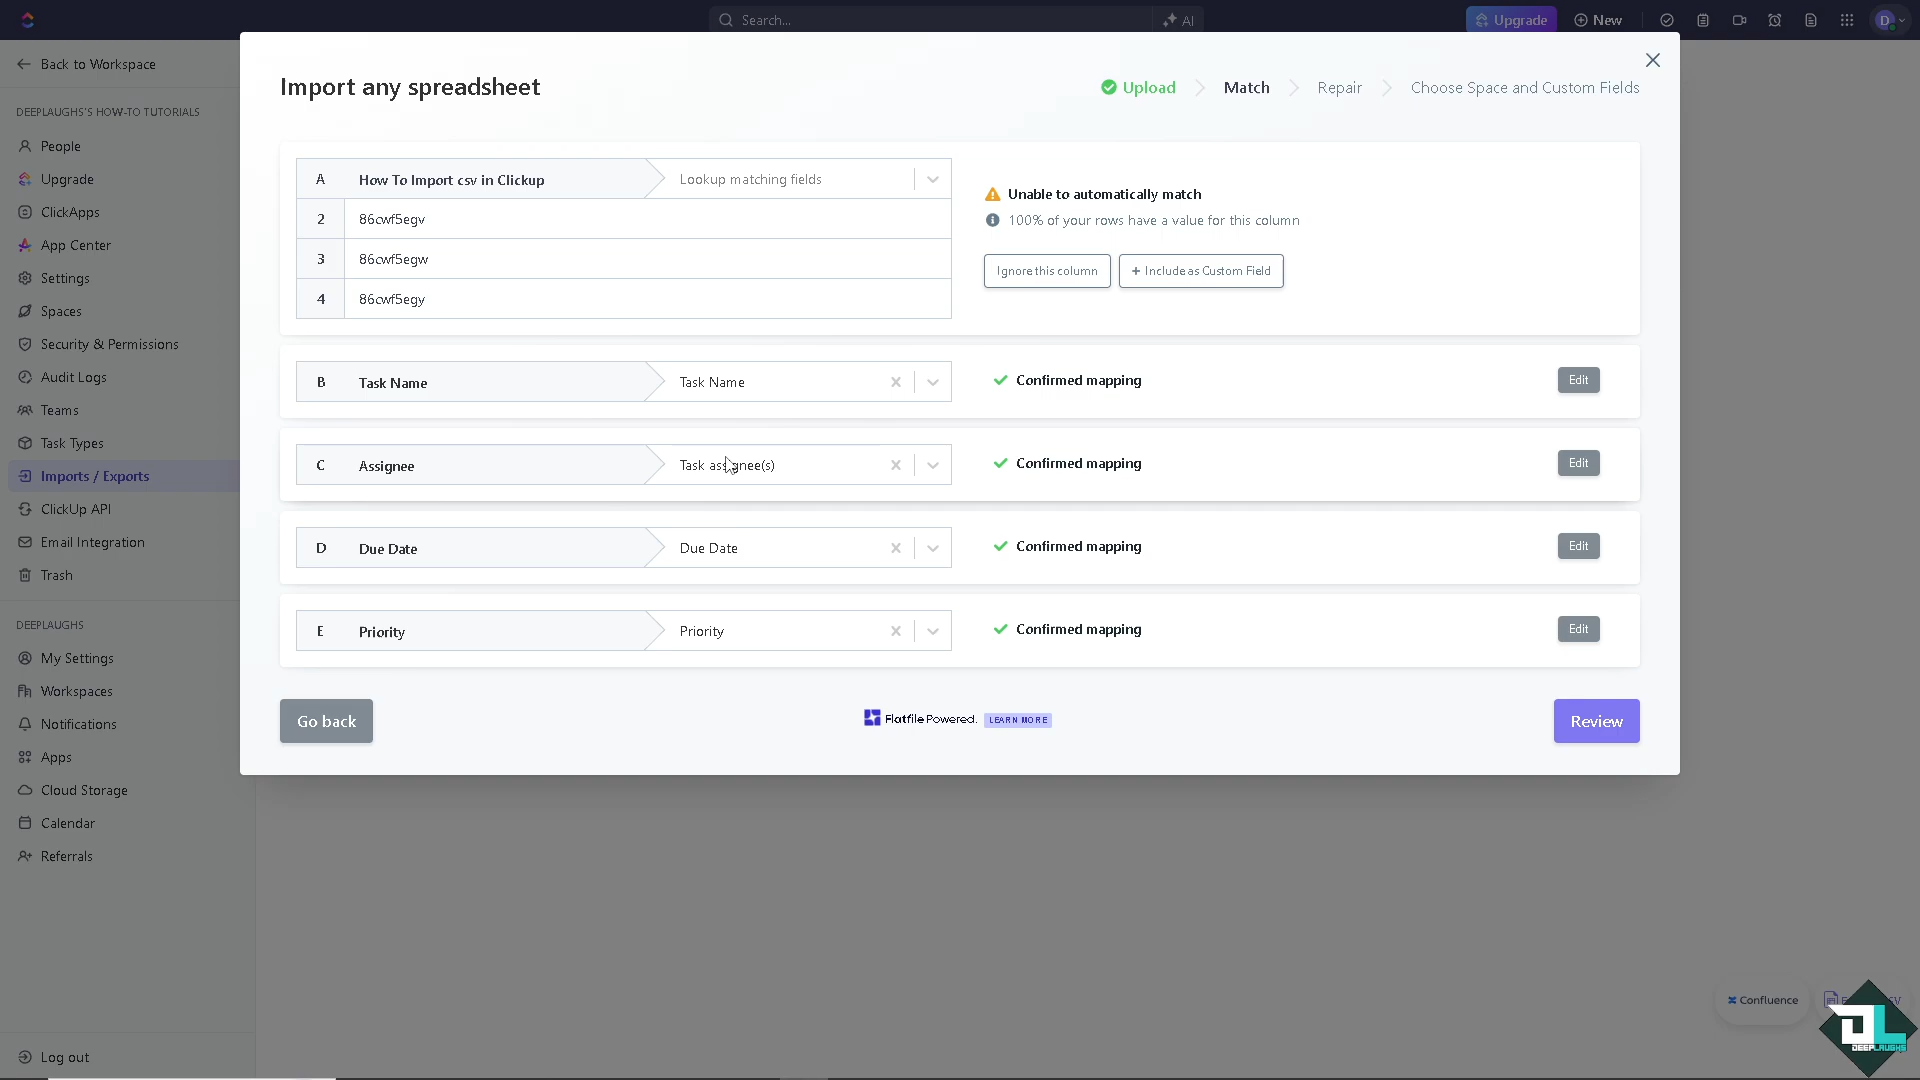 Search...
AI
Upgrade
New
D
Back to Workspace
DEEPLAUGHS'S HOW-TO TUTORIALS
People
Upgrade
ClickApps
App Center
Settings
Spaces
Security & Permissions
Audit Logs
Teams
Task Types
Imports / Exports
ClickUp API
Email Integration
Trash
DEEPLAUGHS
My Settings
Workspaces
Notifications
Apps
Cloud Storage
Calendar
Referrals
Log out
Import any spreadsheet
Upload
Match
Repair
Choose Space and Custom Fields
A How To Import csv in Clickup Lookup matching fields
2 86cwf5egv
3 86cwf5egw
4 86cwf5egy
Unable to automatically match
100% of your rows have a value for this column
Ignore this column
+ Include as Custom Field
B Task Name Task Name Confirmed mapping Edit
C Assignee Task assignee(s) Confirmed mapping Edit
D Due Date Due Date Confirmed mapping Edit
E Priority Priority Confirmed mapping Edit
Go back
Flatfile Powered. LEARN MORE
Review
Confluence
DEEPLAUGHS